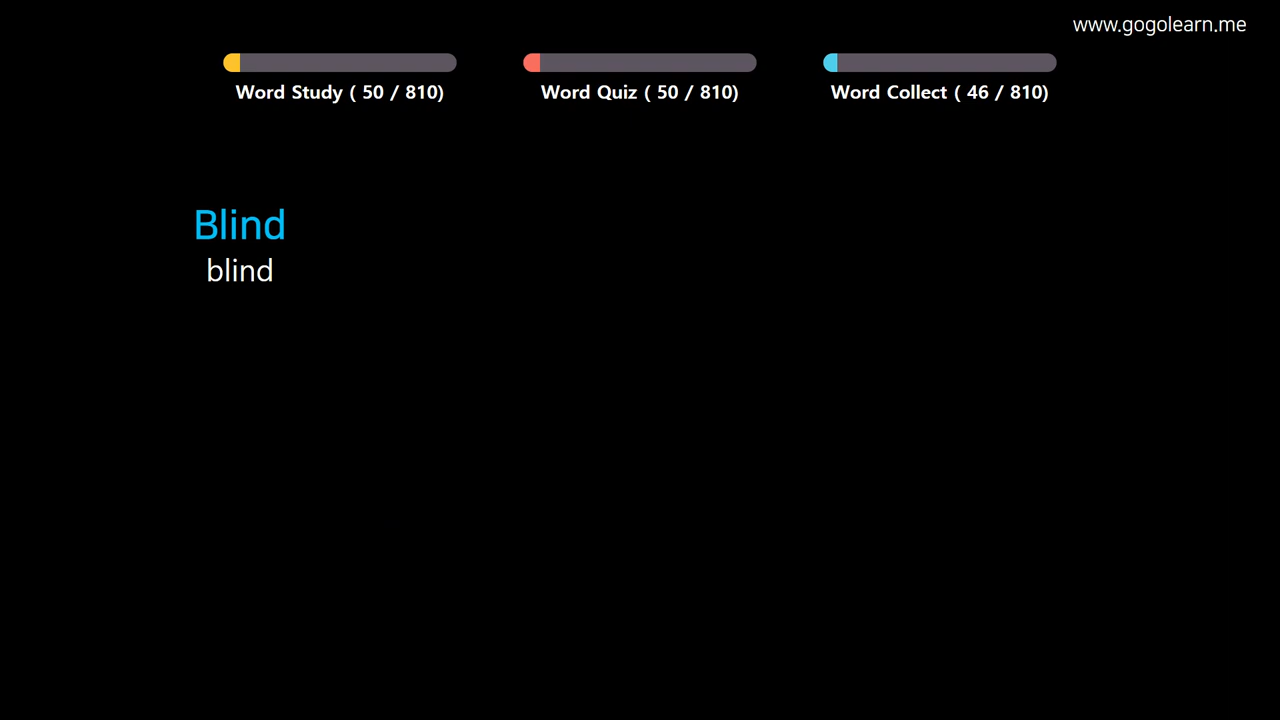 www.gogolearn.me
Word Study ( 50 / 810)
Word Quiz ( 50 / 810)
Word Collect ( 46 / 810)
Blind
blind